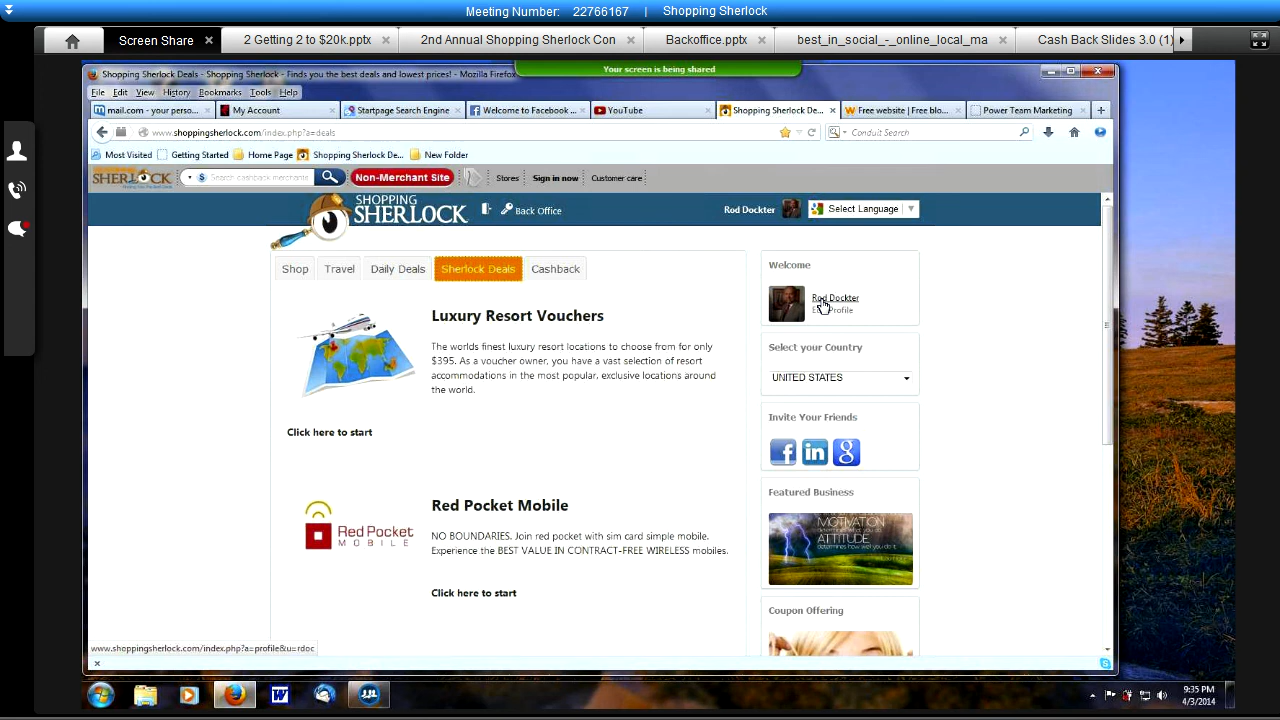 Meeting Number: 22766167 | Shopping Sherlock
Screen Share
2 Getting 2 to $20k.pptx
2nd Annual Shopping Sherlock Con
Backoffice.pptx
best_in_social_-_online_local_ma
Cash Back Slides 3.0 (1)
Shopping Sherlock Deals - Shopping Sherlock - Finds you the best deals and lowest prices! - Mozilla Firefox
Your screen is being shared
File Edit View History Bookmarks Tools Help
mail.com - your perso...
My Account
Startpage Search Engine
Welcome to Facebook ...
YouTube
Shopping Sherlock De...
Free website | Free blo...
Power Team Marketing
www.shoppingsherlock.com/index.php?a=deals
Conduit Search
Most Visited
Getting Started
Home Page
Shopping Sherlock De...
New Folder
SHERLOCK
Search cashback merchants
Non-Merchant Site
Stores
Sign in now
Customer care
SHOPPING
SHERLOCK
Back Office
Rod Dockter
Select Language
Shop
Travel
Daily Deals
Sherlock Deals
Cashback
Luxury Resort Vouchers
The worlds finest luxury resort locations to choose from for only
$395. As a voucher owner, you have a vast selection of resort
accommodations in the most popular, exclusive locations around
the world.
Click here to start
Red Pocket
MOBILE
Red Pocket Mobile
NO BOUNDARIES. Join red pocket with sim card simple mobile.
Experience the BEST VALUE IN CONTRACT-FREE WIRELESS mobiles.
Click here to start
Welcome
Rod Dockter
Profile
Select your Country
UNITED STATES
Invite Your Friends
Featured Business
MOTIVATION
determines what you do
ATTITUDE
determines how well you do it
Coupon Offering
www.shoppingsherlock.com/index.php?a=profile&u=rdoc
9:35 PM
4/3/2014